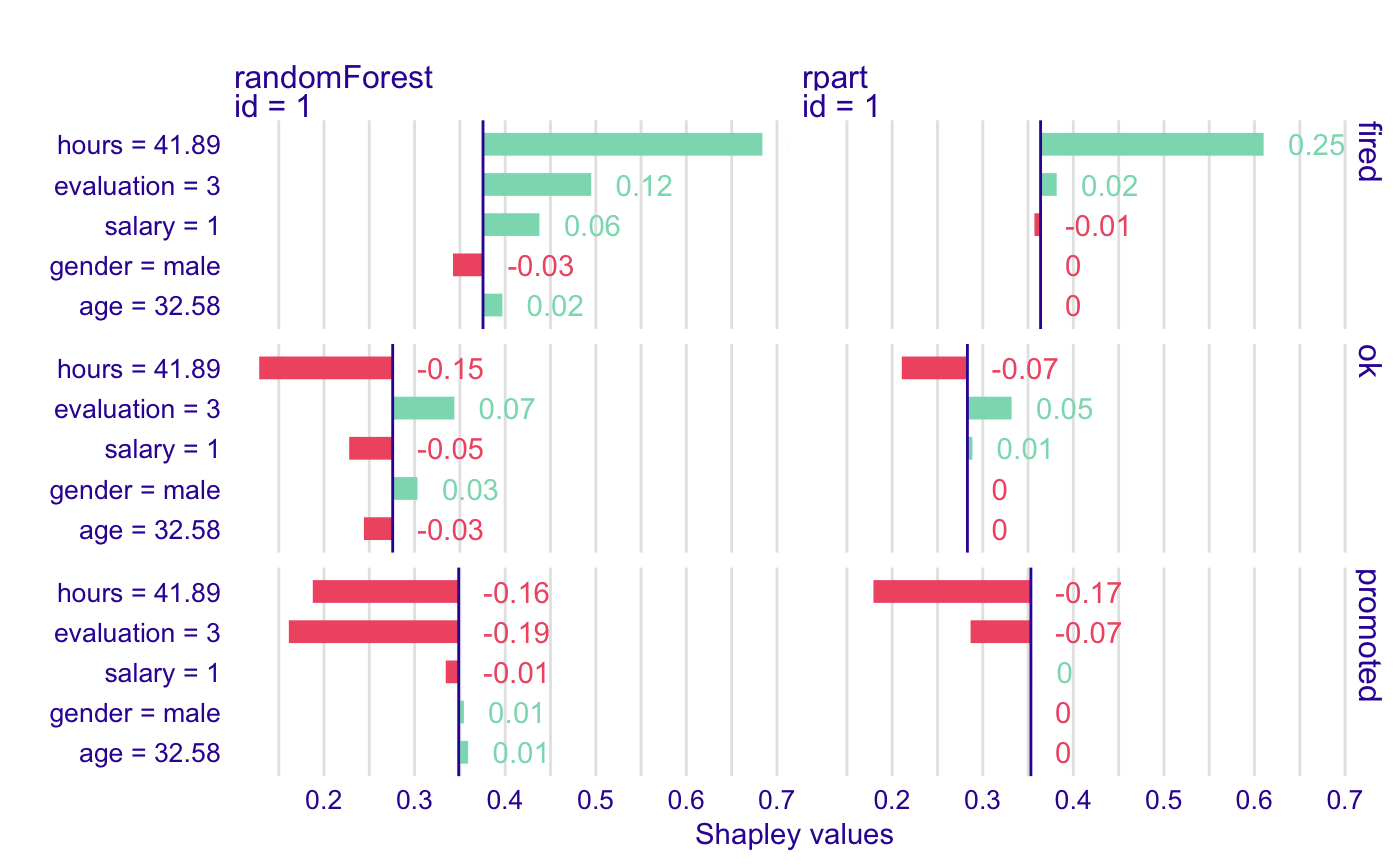 randomForest
id = 1
rpart
id = 1
hours = 41.89
0.25
evaluation = 3
0.12
0.02
salary = 1
0.06
-0.01
gender = male
-0.03
0
age = 32.58
0.02
0
fired
hours = 41.89
-0.15
-0.07
evaluation = 3
0.07
0.05
salary = 1
-0.05
0.01
gender = male
0.03
0
age = 32.58
-0.03
0
ok
hours = 41.89
-0.16
-0.17
evaluation = 3
-0.19
-0.07
salary = 1
-0.01
0
gender = male
0.01
0
age = 32.58
0.01
0
promoted
0.2 0.3 0.4 0.5 0.6 0.7
0.2 0.3 0.4 0.5 0.6 0.7
Shapley values